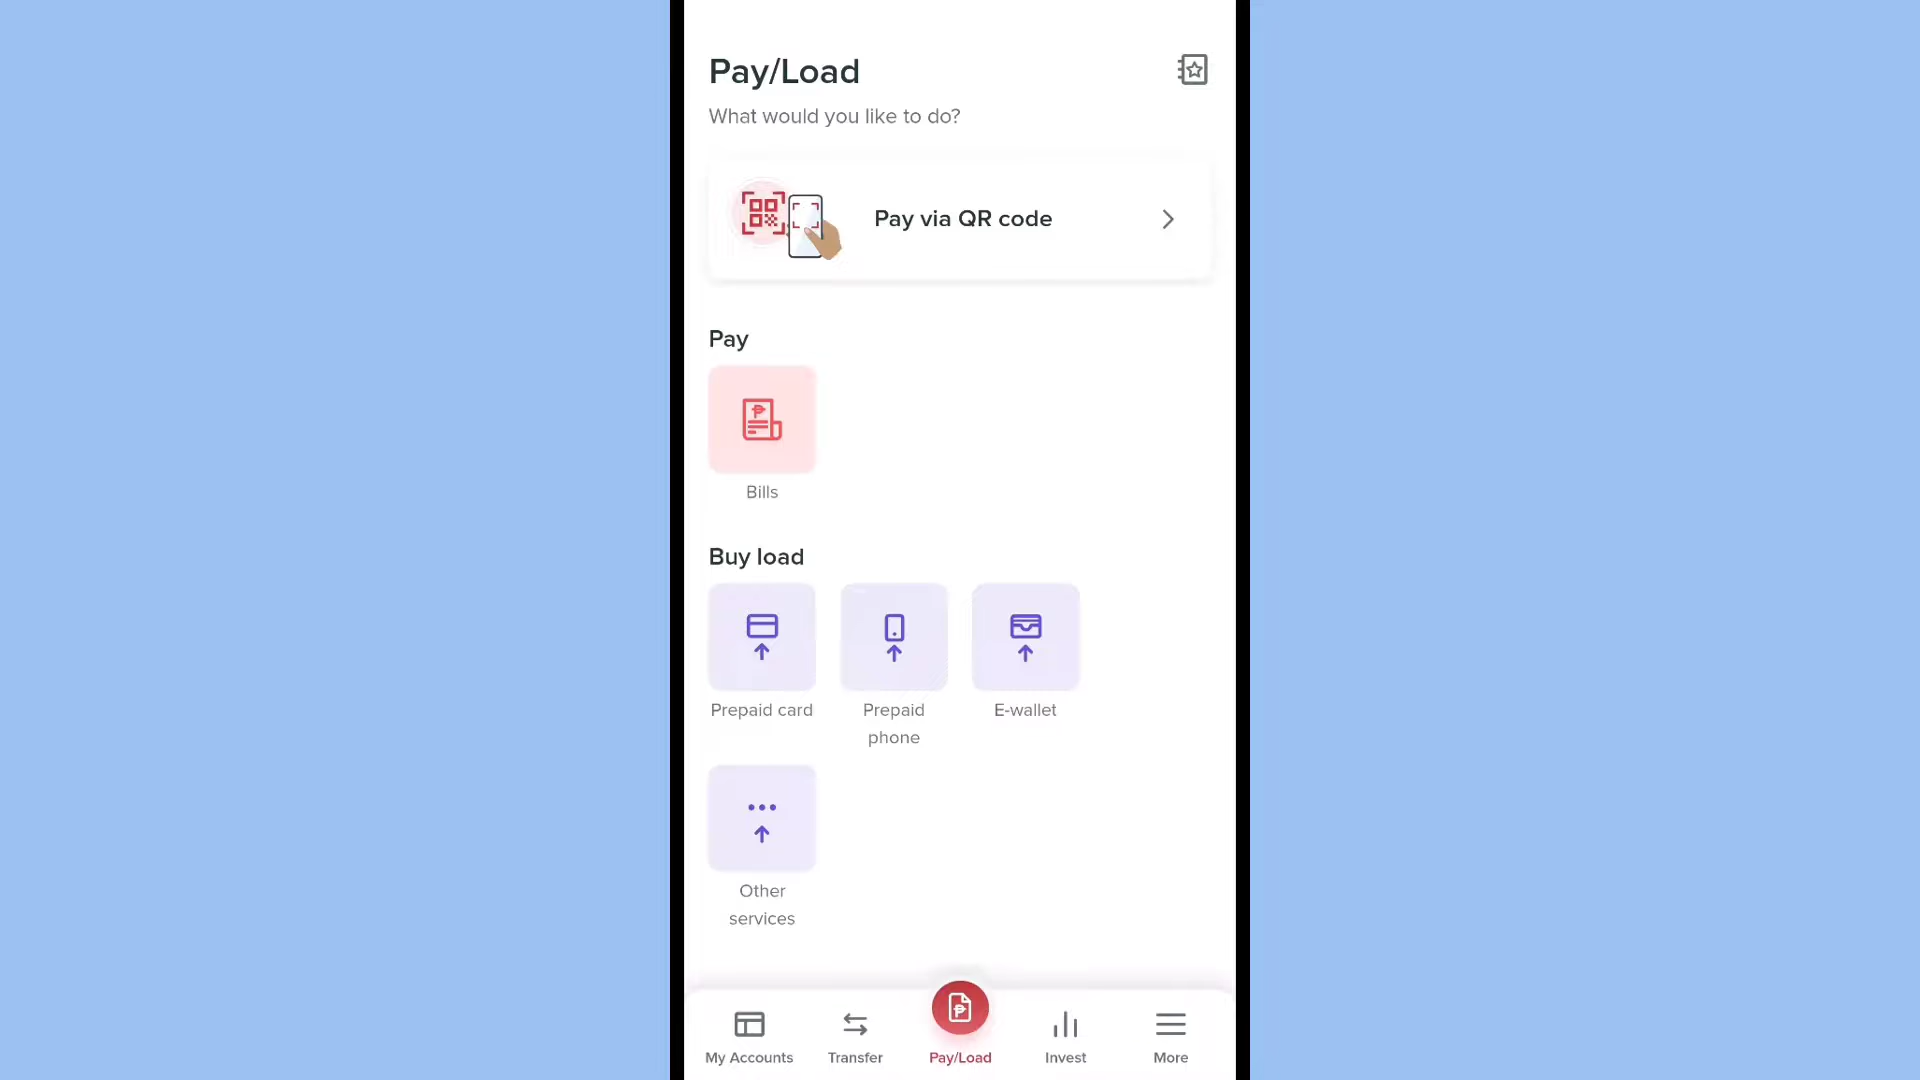 Pay/Load
What would you like to do?
Pay via QR code
Pay
Bills
Buy load
Prepaid card
Prepaid
phone
E-wallet
Other
services
My Accounts
Transfer
Pay/Load
Invest
More